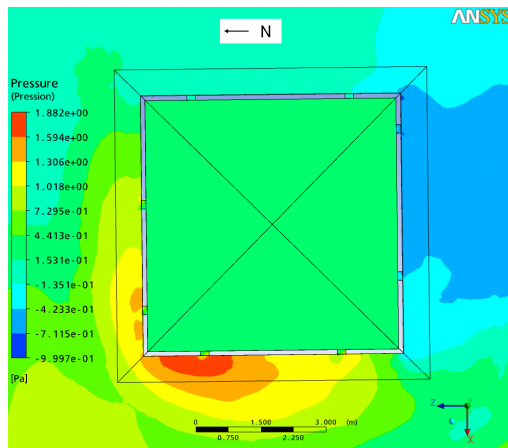 ANSYS
← N
Pressure
(Pression)
1.882e+00
1.594e+00
1.306e+00
1.018e+00
7.295e-01
4.413e-01
1.531e-01
-1.351e-01
-4.233e-01
-7.115e-01
-9.997e-01
[Pa]
0 1.500 3.000 (m)
0.750 2.250
Z Y
X